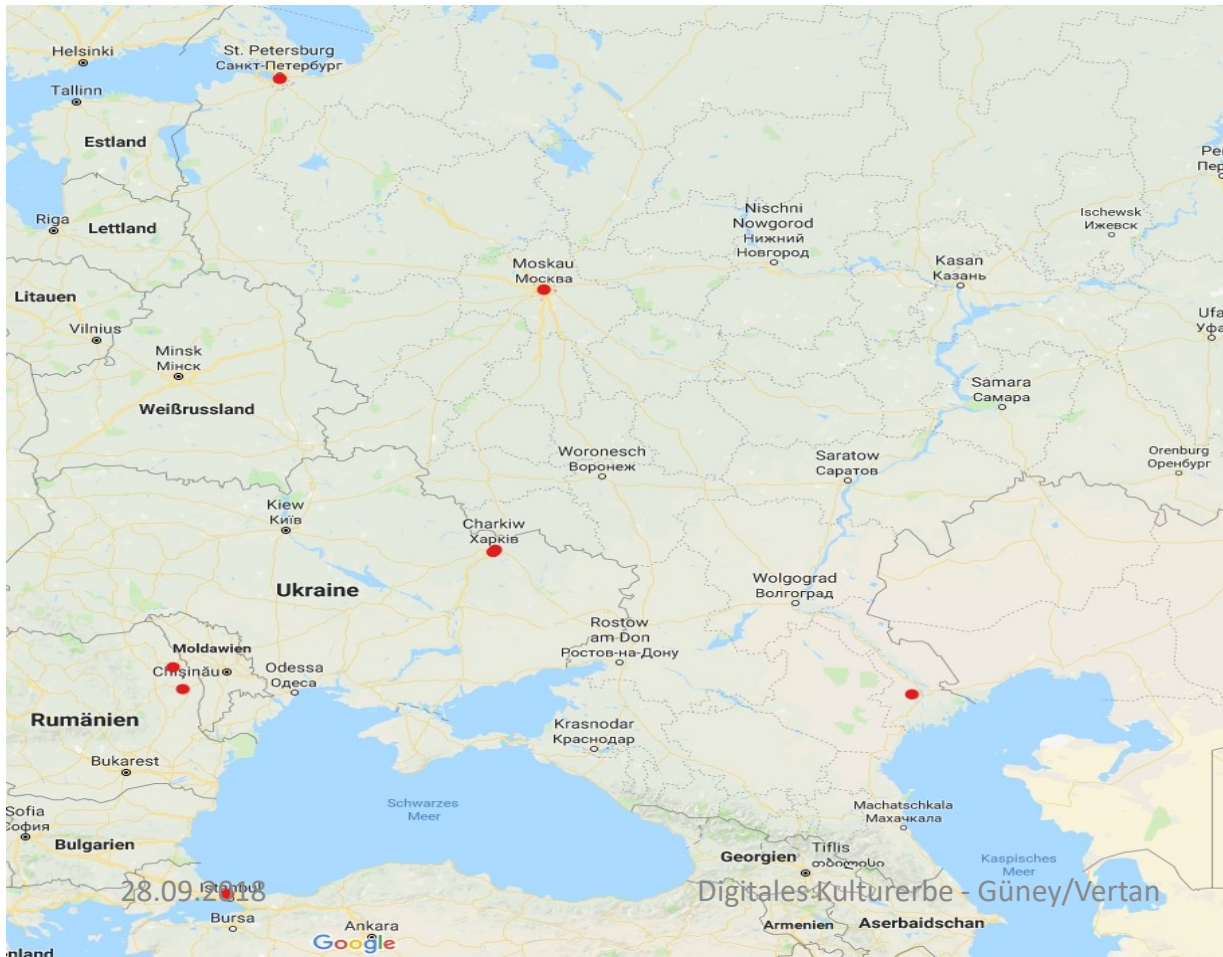 Helsinki
St. Petersburg
Санкт-Петербург
Tallinn
Estland
Riga
Lettland
Nischni
Nowgorod
Нижний
Новгород
Ischewsk
Ижевск
Moskau
Москва
Kasan
Казань
Litauen
Vilnius
Minsk
Мінск
Samara
Самара
Weißrussland
Woronesch
Воронеж
Saratow
Саратов
Orenburg
Оренбург
Kiew
Київ
Charkiw
Харків
Ukraine
Wolgograd
Волгоград
Rostow
am Don
Ростов-на-Дону
Moldawien
Chișinău
Odessa
Одеса
Rumänien
Krasnodar
Краснодар
Bukarest
Schwarzes
Meer
Machatschkala
Махачкала
Sofia
София
Bulgarien
Georgien
Tiflis
თბილისი
Kaspisches
Meer
28.09.2018
Istanbul
Digitales Kulturerbe - Güney/Vertan
Bursa
Ankara
Armenien
Aserbaidschan
Google